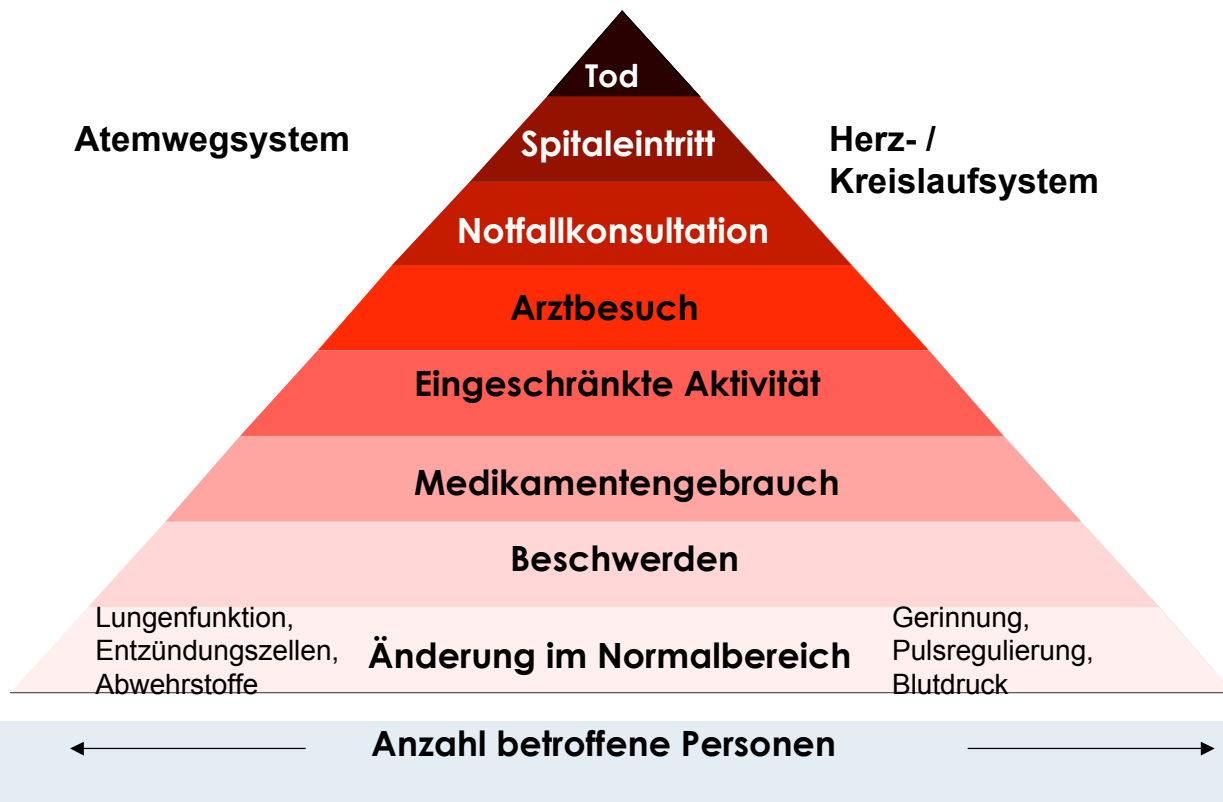 Tod
Atemwegsystem
Spitaleintritt
Herz- /
Kreislaufsystem
Notfallkonsultation
Arztbesuch
Eingeschränkte Aktivität
Medikamentengebrauch
Beschwerden
Lungenfunktion,
Entzündungszellen,
Abwehrstoffe
Änderung im Normalbereich
Gerinnung,
Pulsregulierung,
Blutdruck
Anzahl betroffene Personen